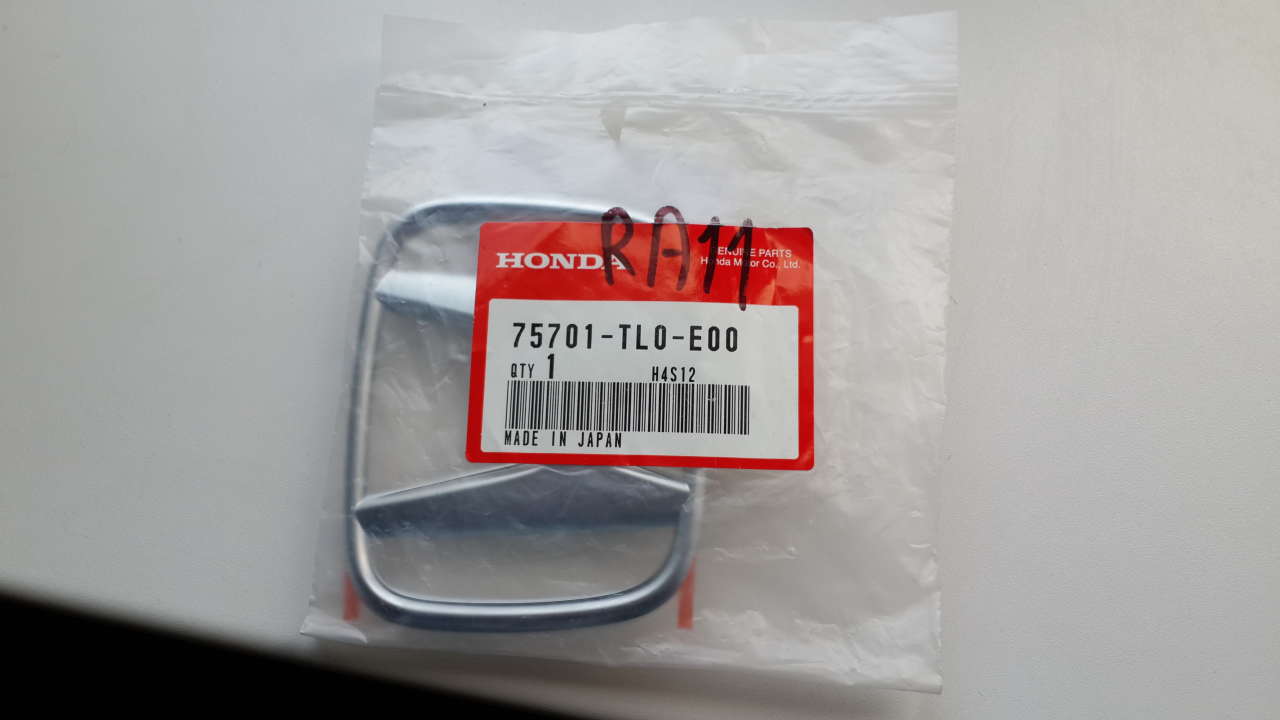 RA11
HONDA
GENUINE PARTS
Honda Motor Co., Ltd.
75701-TL0-E00
QTY 1 H4S12
MADE IN JAPAN